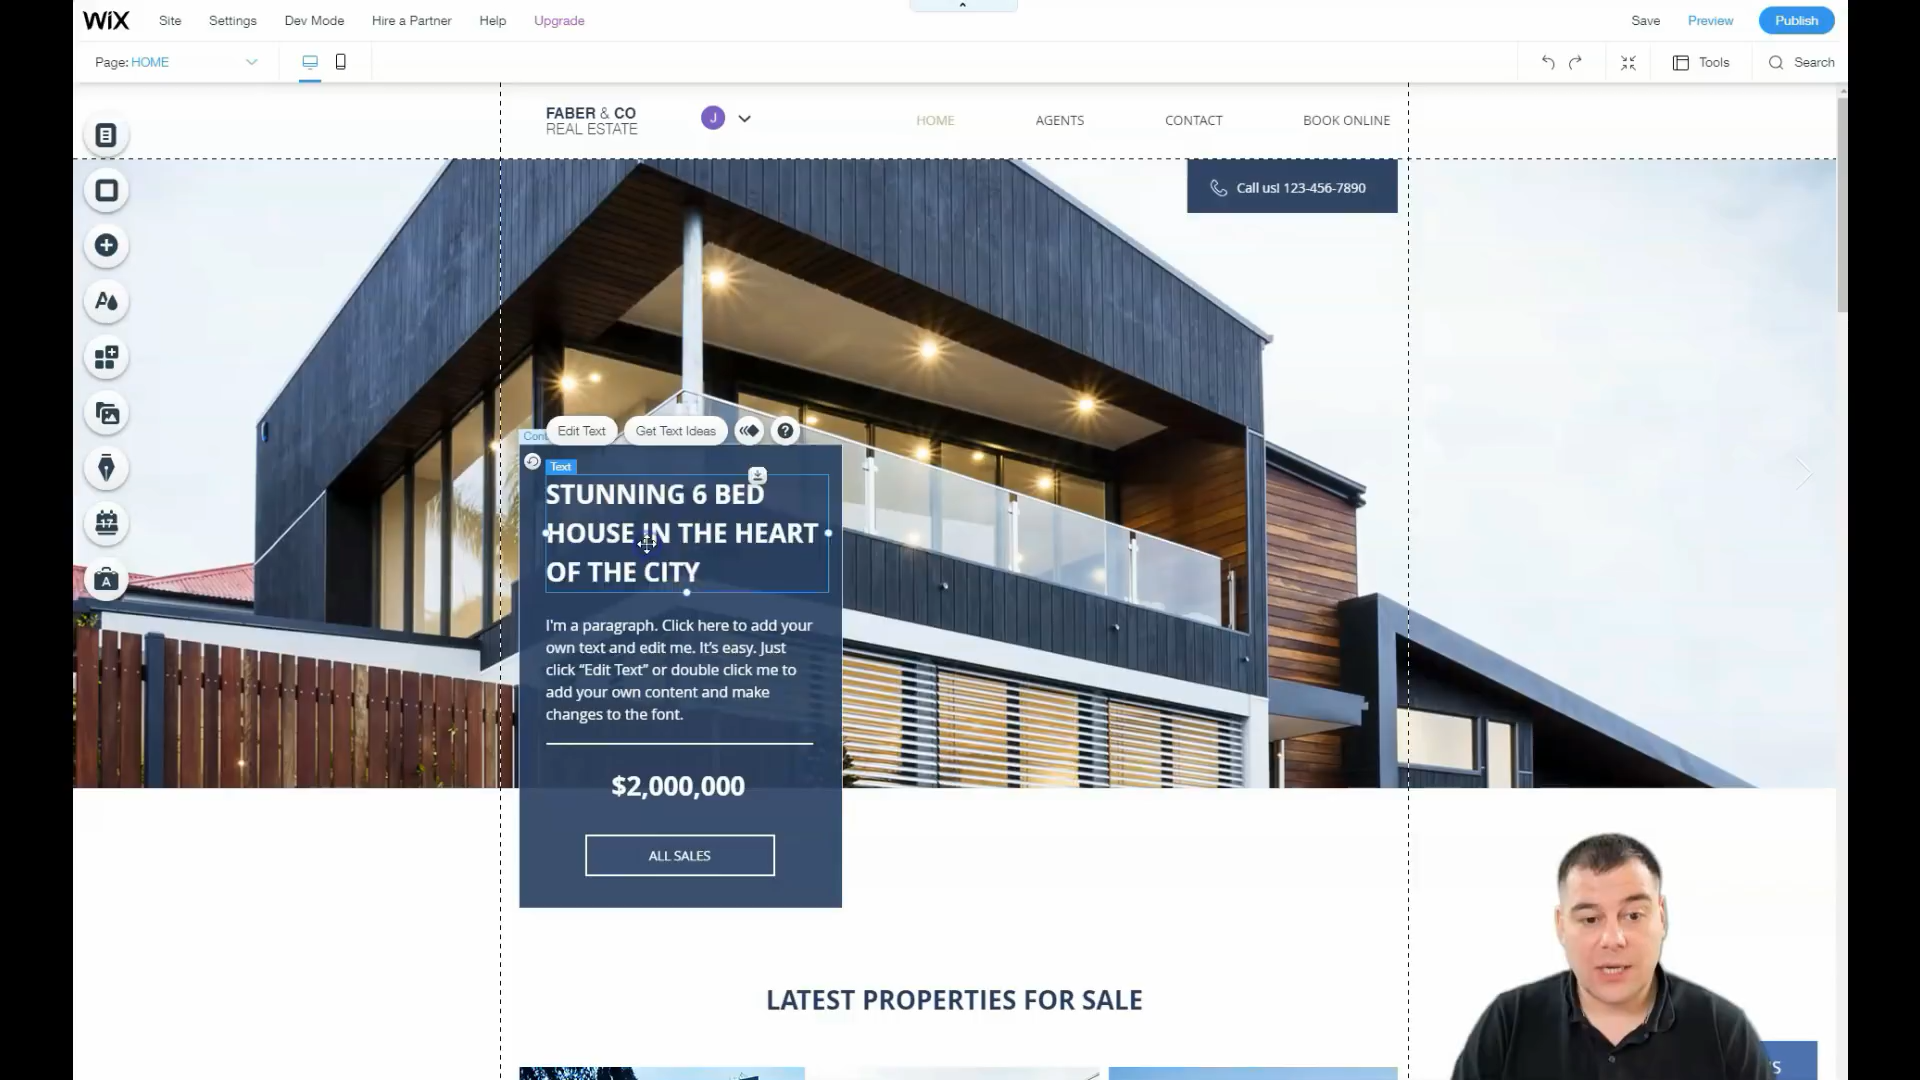 WiX
Site
Settings
Dev Mode
Hire a Partner
Help
Upgrade
Save
Preview
Publish
Page: HOME
Tools
Search
FABER & CO
REAL ESTATE
J
HOME
AGENTS
CONTACT
BOOK ONLINE
Call us! 123-456-7890
A
17
A
Cont
Edit Text
Get Text Ideas
?
Text
STUNNING 6 BED
HOUSE IN THE HEART
OF THE CITY
I'm a paragraph. Click here to add your
own text and edit me. It's easy. Just
click “Edit Text” or double click me to
add your own content and make
changes to the font.
$2,000,000
ALL SALES
LATEST PROPERTIES FOR SALE